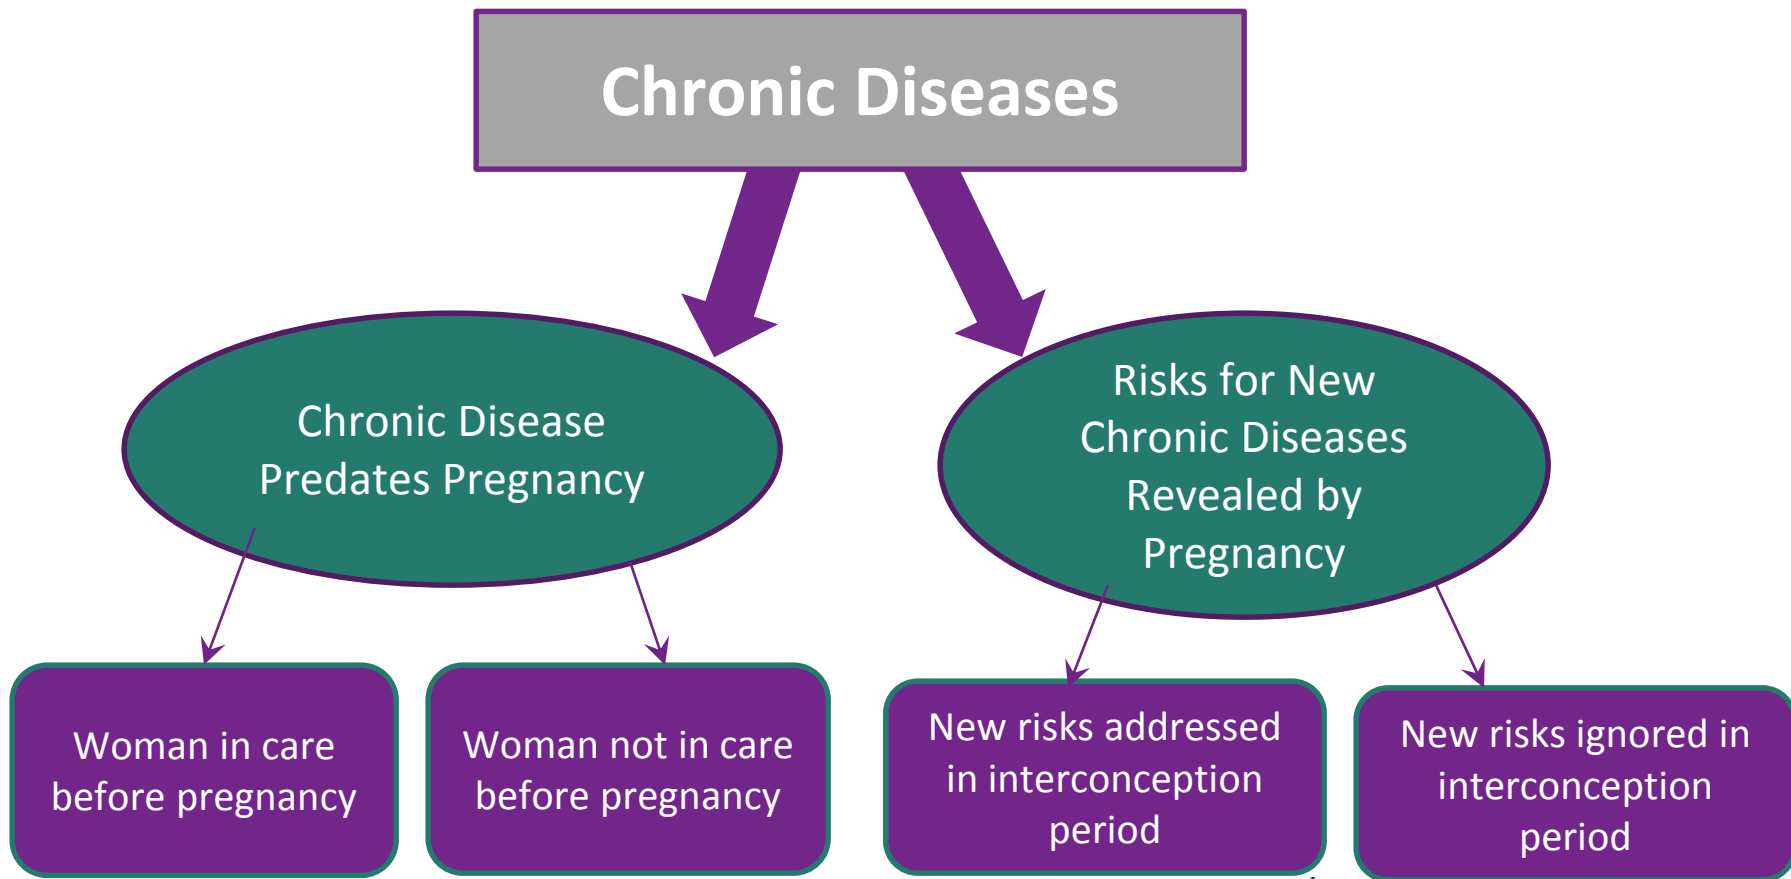 Chronic Diseases
Chronic Disease
Predates Pregnancy
Risks for New
Chronic Diseases
Revealed by
Pregnancy
Woman in care
before pregnancy
Woman not in care
before pregnancy
New risks addressed
in interconception
period
New risks ignored in
interconception
period